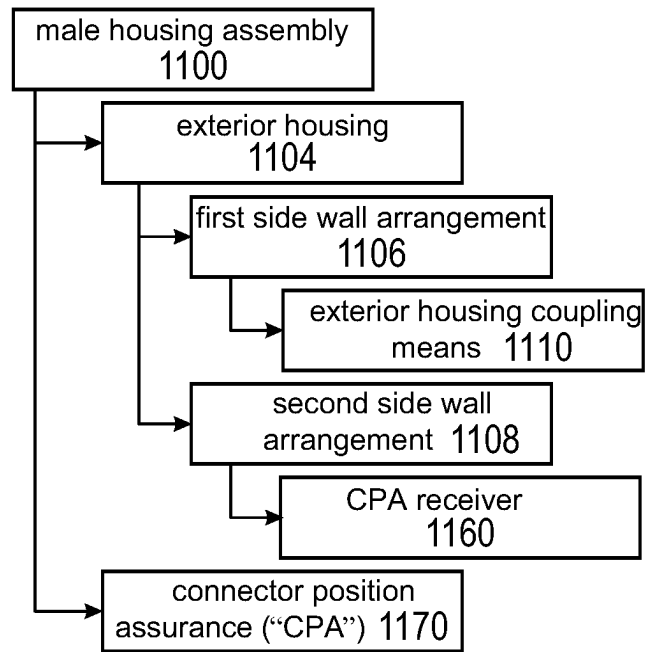 male housing assembly
1100
exterior housing
1104
first side wall arrangement
1106
exterior housing coupling
means 1110
second side wall
arrangement 1108
CPA receiver
1160
connector position
assurance (“CPA”) 1170